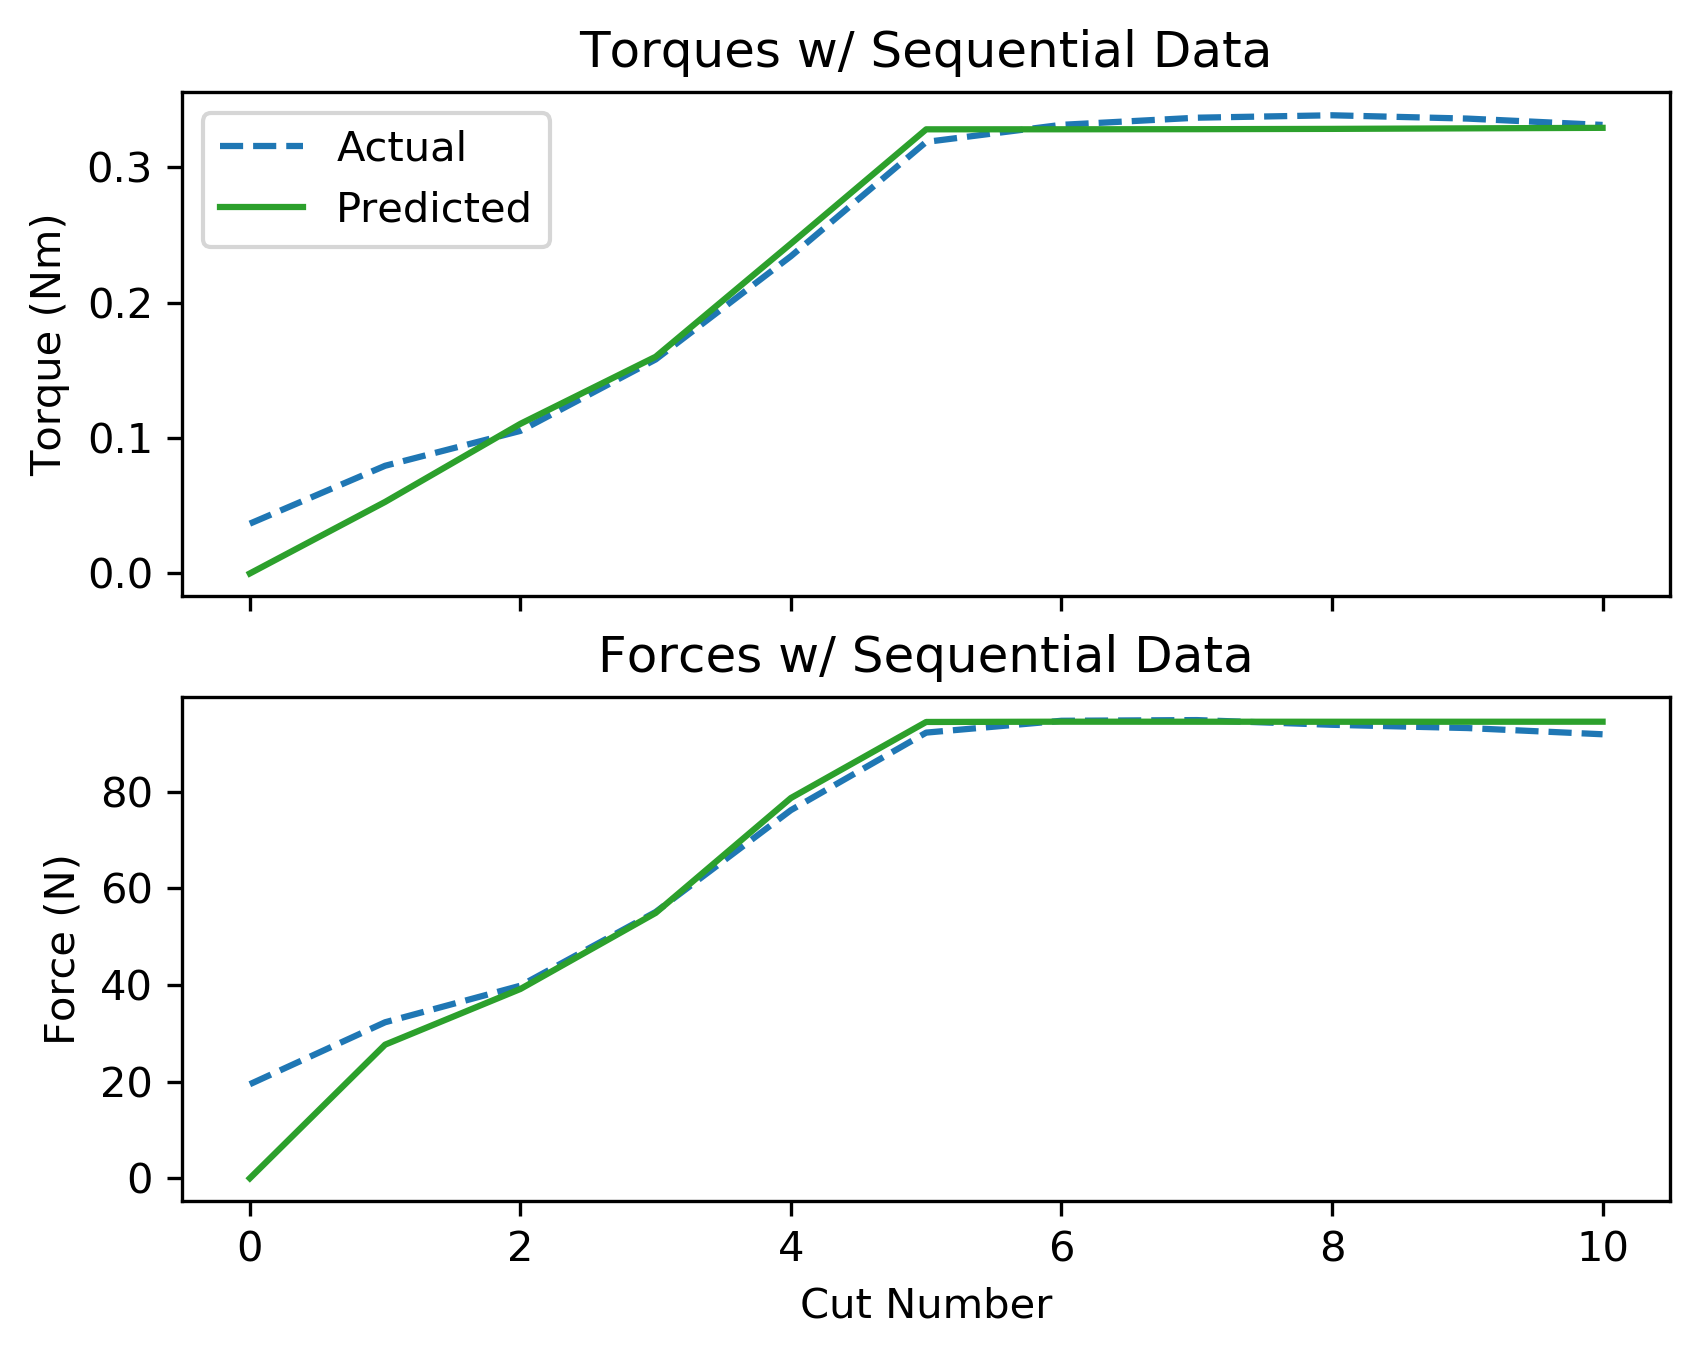 Torques w/ Sequential Data
Actual
Predicted
0.3
0.2
0.1
0.0
Torque (Nm)
Forces w/ Sequential Data
80
60
40
20
0
Force (N)
0 2 4 6 8 10
Cut Number